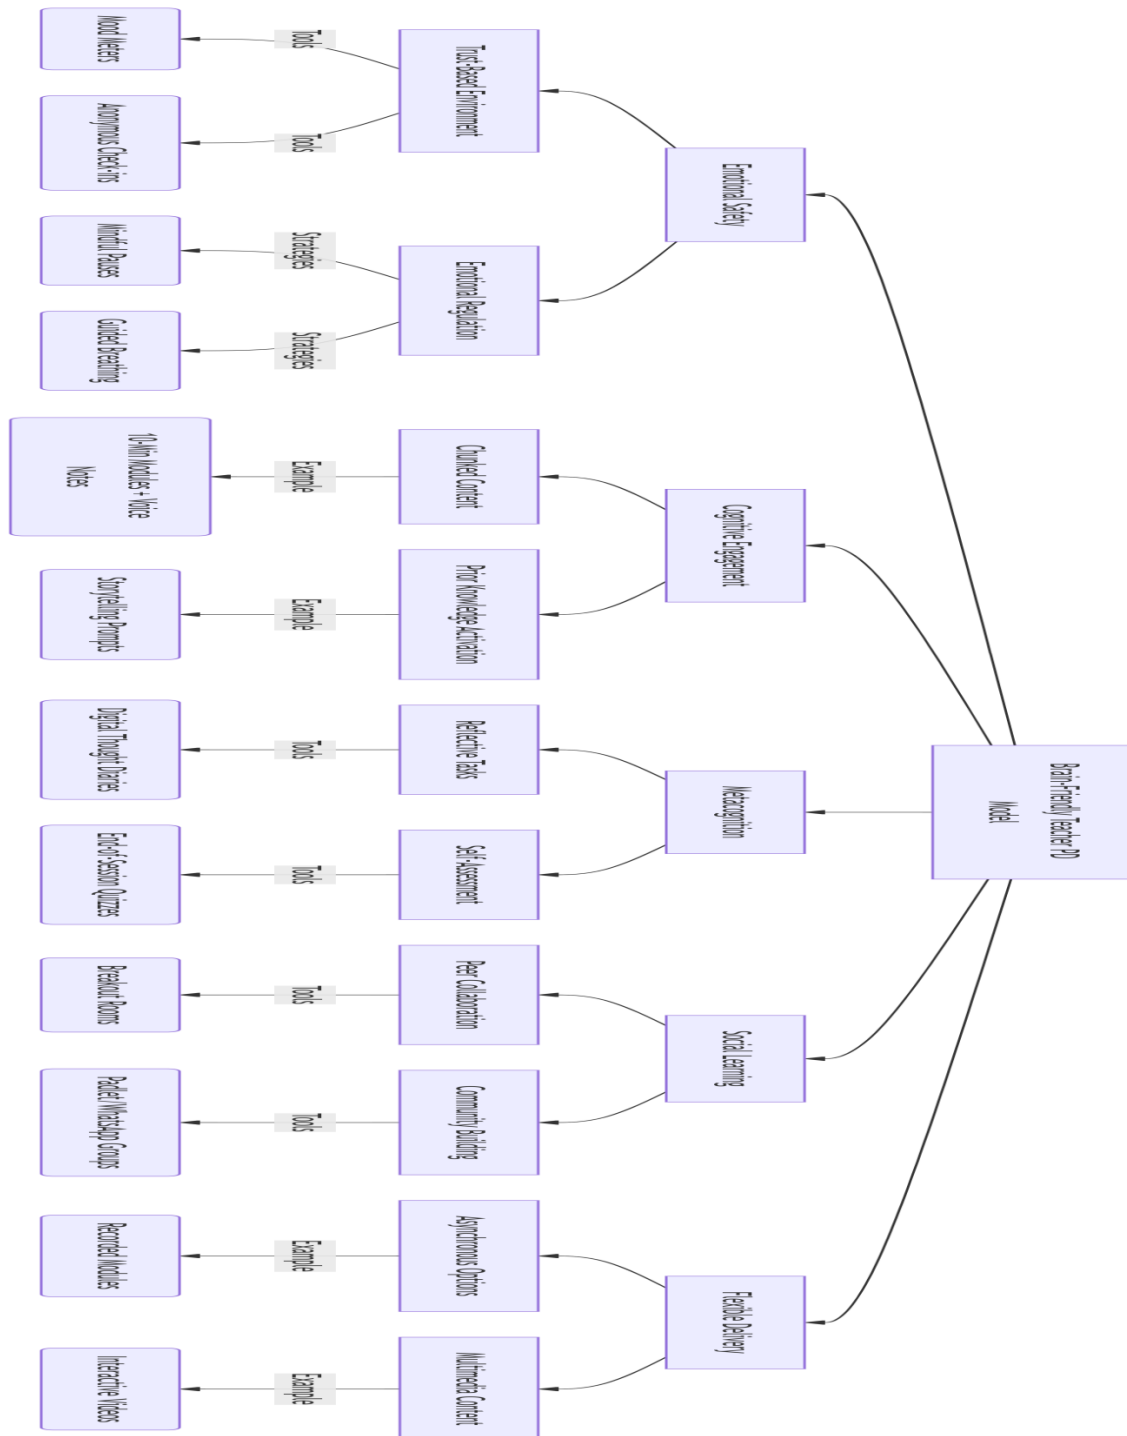 Brain-Friendly Teacher PD
Model
Emotional Safety
Cognitive Engagement
Metacognition
Social Learning
Flexible Delivery
Trust-Based Environment
Emotional Regulation
Chunked Content
Prior Knowledge Activation
Reflective Tasks
Self-Assessment
Peer Collaboration
Community Building
Asynchronous Options
Multimedia Content
Tools
Tools
Strategies
Strategies
Example
Example
Tools
Tools
Tools
Tools
Example
Example
Mood Meters
Anonymous Check-ins
Mindful Pauses
Guided Breathing
10-Min Modules + Voice
Notes
Storytelling Prompts
Digital Thought Diaries
End-of-Session Quizzes
Breakout Rooms
Padlet/WhatsApp Groups
Recorded Modules
Interactive Videos